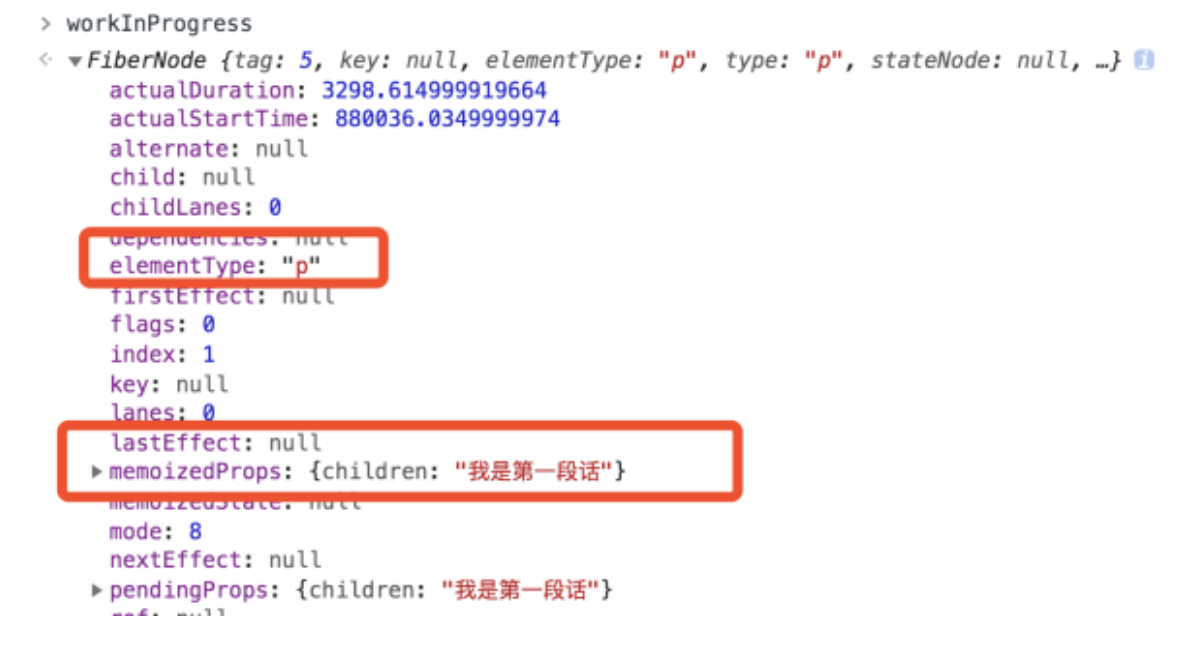 > workInProgress
<· ▼FiberNode {tag: 5, key: null, elementType: "p", type: "p", stateNode: null, …} i
actualDuration: 3298.614999919664
actualStartTime: 880036.0349999974
alternate: null
child: null
childLanes: 0
dependencies: null
elementType: "p"
firstEffect: null
flags: 0
index: 1
key: null
lanes: 0
lastEffect: null
▶memoizedProps: {children: "我是第一段话"}
memoizedState: null
mode: 8
nextEffect: null
▶pendingProps: {children: "我是第一段话"}
ref: null